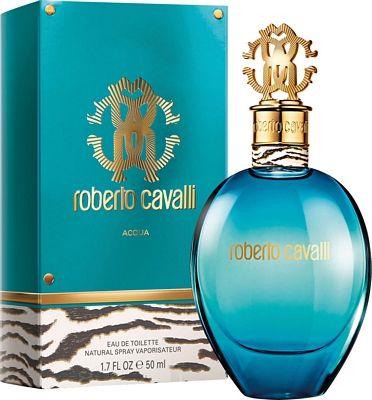 roberto cavalli
ACQUA
EAU DE TOILETTE
NATURAL SPRAY VAPORISATEUR
1.7 FL OZ ℮ 50 ml
roberto cavalli
roberto cavalli